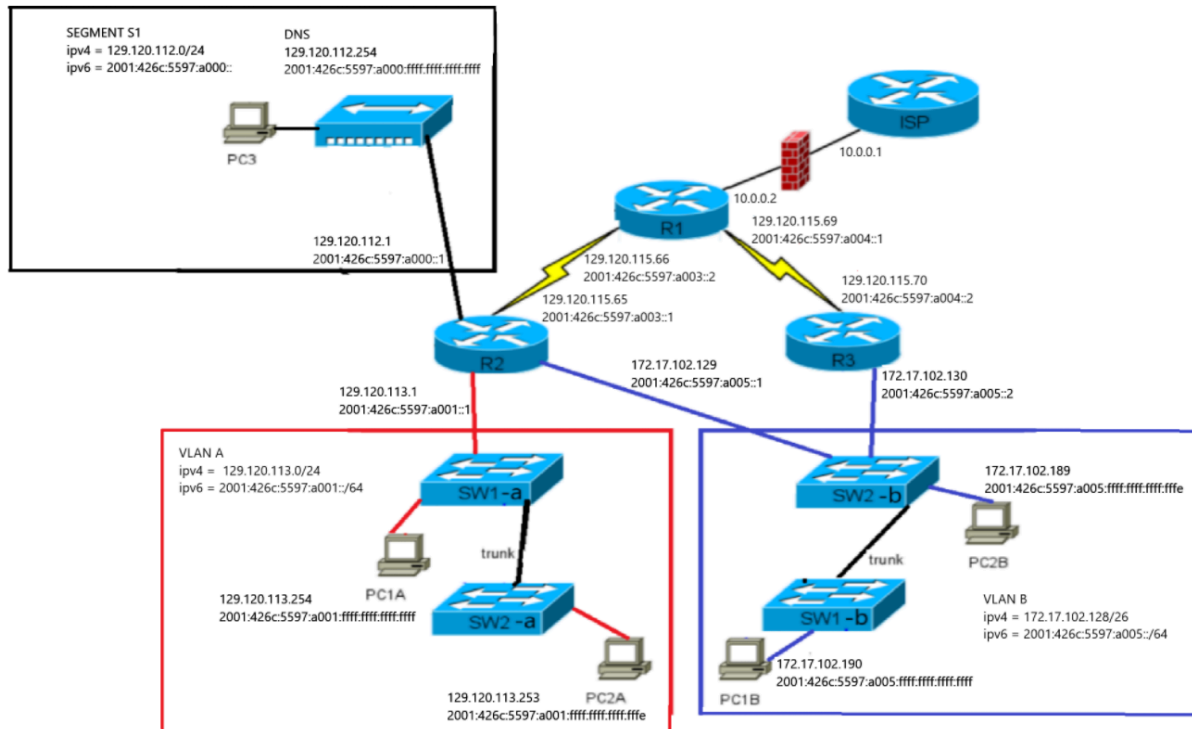 SEGMENT S1
ipv4 = 129.120.112.0/24
ipv6 = 2001:426c:5597:a000::
DNS
129.120.112.254
2001:426c:5597:a000:ffff:ffff:ffff:ffff
PC3
ISP
10.0.0.1
10.0.0.2
R1
129.120.115.69
2001:426c:5597:a004::1
129.120.112.1
2001:426c:5597:a000::1
129.120.115.66
2001:426c:5597:a003::2
129.120.115.70
2001:426c:5597:a004::2
129.120.115.65
2001:426c:5597:a003::1
R2
R3
172.17.102.129
2001:426c:5597:a005::1
172.17.102.130
2001:426c:5597:a005::2
129.120.113.1
2001:426c:5597:a001::1
VLAN A
ipv4 = 129.120.113.0/24
ipv6 = 2001:426c:5597:a001::/64
SW1-a
trunk
PC1A
129.120.113.254
2001:426c:5597:a001:ffff:ffff:ffff:ffff
SW2-a
129.120.113.253
2001:426c:5597:a001:ffff:ffff:ffff:fffe
PC2A
SW2-b
172.17.102.189
2001:426c:5597:a005:ffff:ffff:ffff:fffe
PC2B
trunk
SW1-b
VLAN B
ipv4 = 172.17.102.128/26
ipv6 = 2001:426c:5597:a005::/64
172.17.102.190
2001:426c:5597:a005:ffff:ffff:ffff:ffff
PC1B